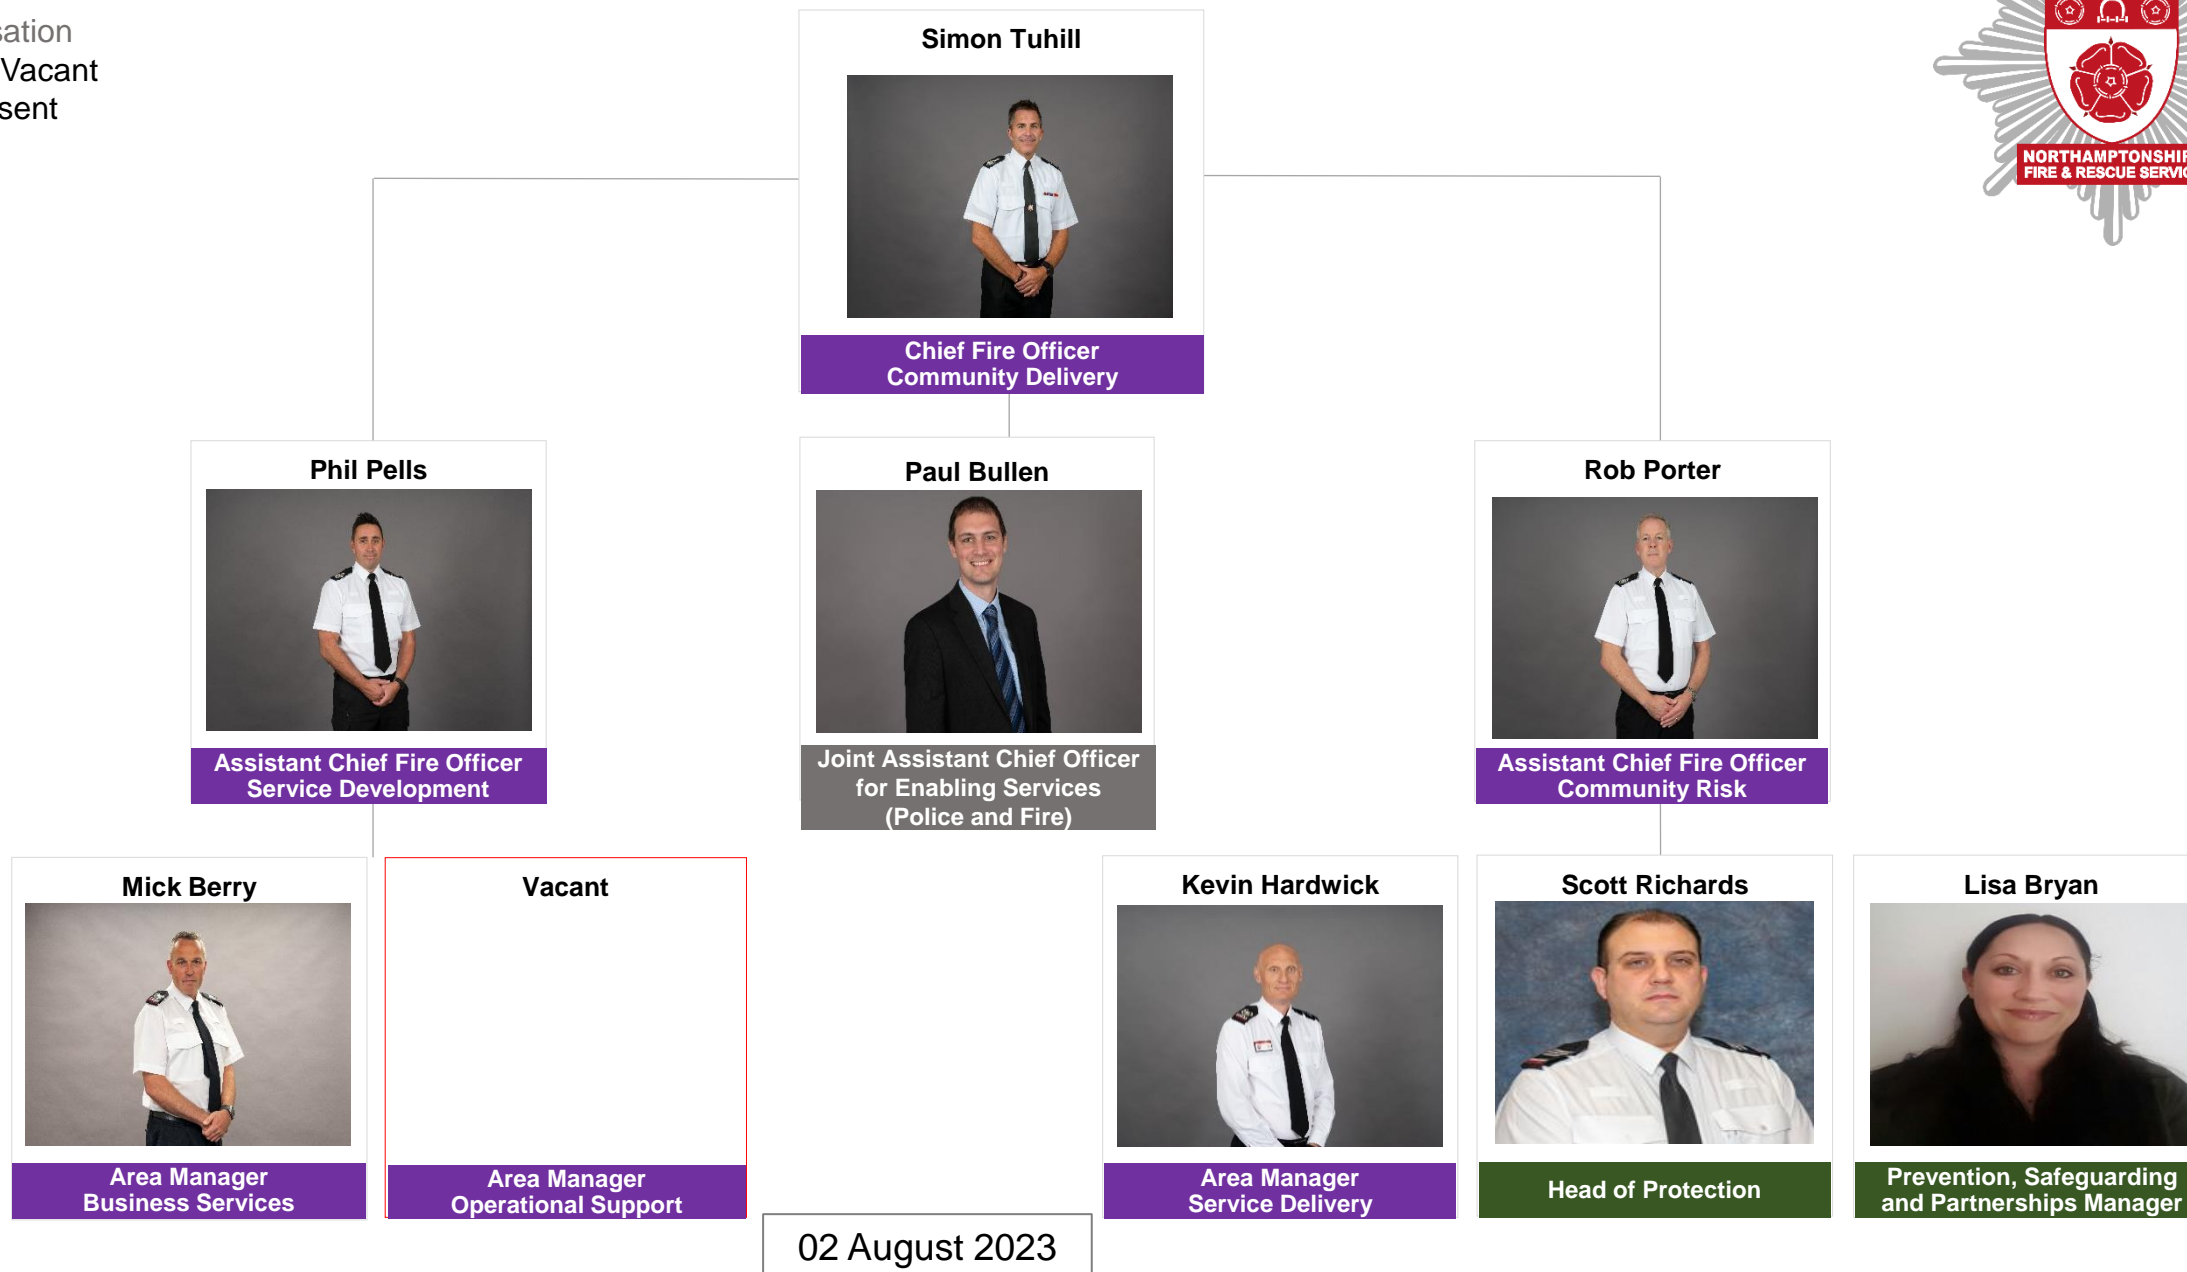 Vacant
Simon Tuhill
NORTHAMPTONSHIR
FIRE & RESCUE SERVIC
Chief Fire Officer
Community Delivery
Phil Pells
Assistant Chief Fire Officer
Service Development
Paul Bullen
Joint Assistant Chief Officer
for Enabling Services
(Police and Fire)
Rob Porter
Assistant Chief Fire Officer
Community Risk
Mick Berry
Area Manager
Business Services
Vacant
Area Manager
Operational Support
Kevin Hardwick
Area Manager
Service Delivery
Scott Richards
Head of Protection
Lisa Bryan
Prevention, Safeguarding
and Partnerships Manager
02 August 2023